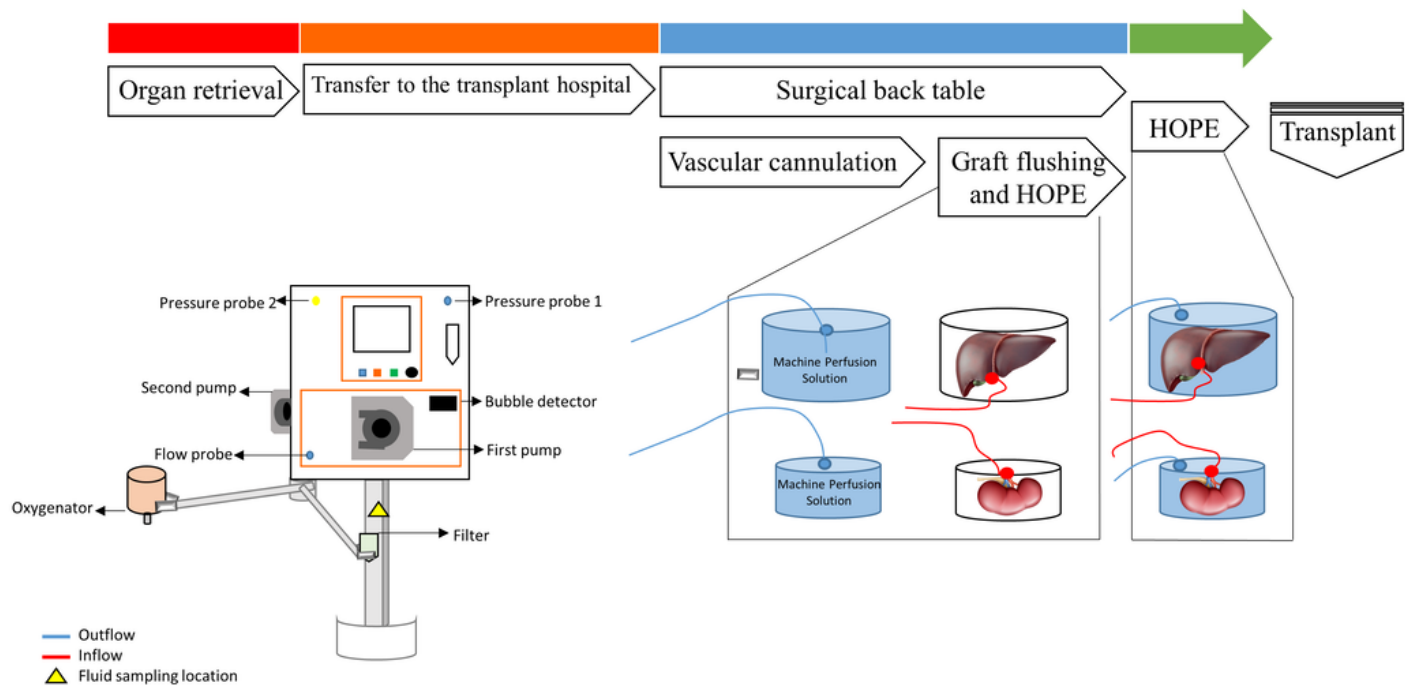 Organ retrieval
Transfer to the transplant hospital
Surgical back table
HOPE
Transplant
Vascular cannulation
Graft flushing
and HOPE
Pressure probe 2
Pressure probe 1
Second pump
Bubble detector
Flow probe
First pump
Oxygenator
Filter
Machine Perfusion
Solution
Machine Perfusion
Solution
Outflow
Inflow
Fluid sampling location